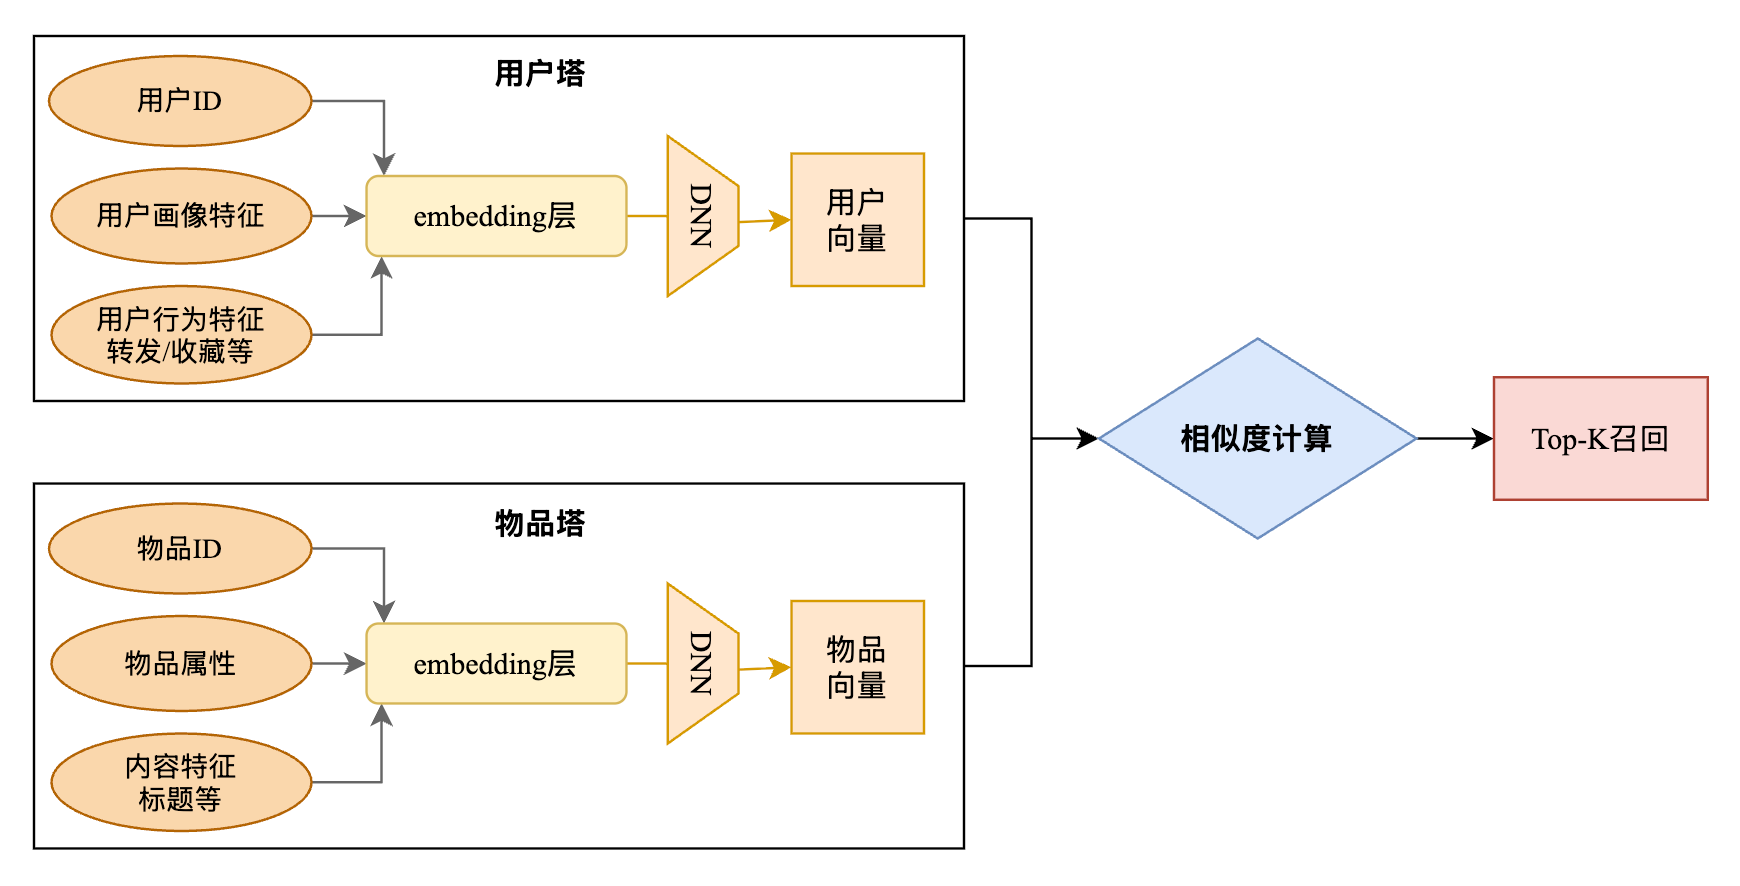 用户塔
用户ID
用户画像特征
用户行为特征
转发/收藏等
embedding层
DNN
用户
向量
物品塔
物品ID
物品属性
内容特征
标题等
embedding层
DNN
物品
向量
相似度计算
Top-K召回